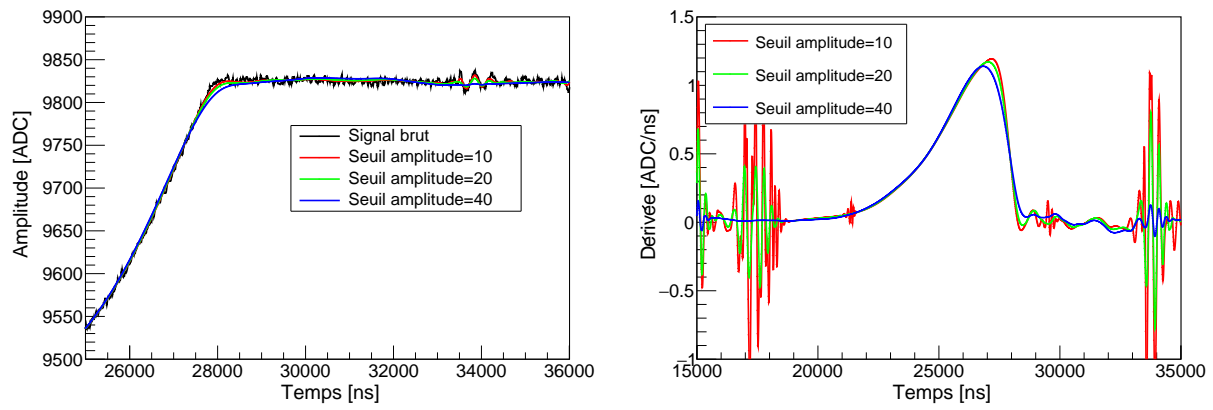 Amplitude [ADC]
9900
9850
9800
9750
9700
9650
9600
9550
9500
Signal brut
Seuil amplitude=10
Seuil amplitude=20
Seuil amplitude=40
26000 28000 30000 32000 34000 36000
Temps [ns]
Dérivée [ADC/ns]
1.5
1
0.5
0
−0.5
−1
Seuil amplitude=10
Seuil amplitude=20
Seuil amplitude=40
15000 20000 25000 30000 35000
Temps [ns]